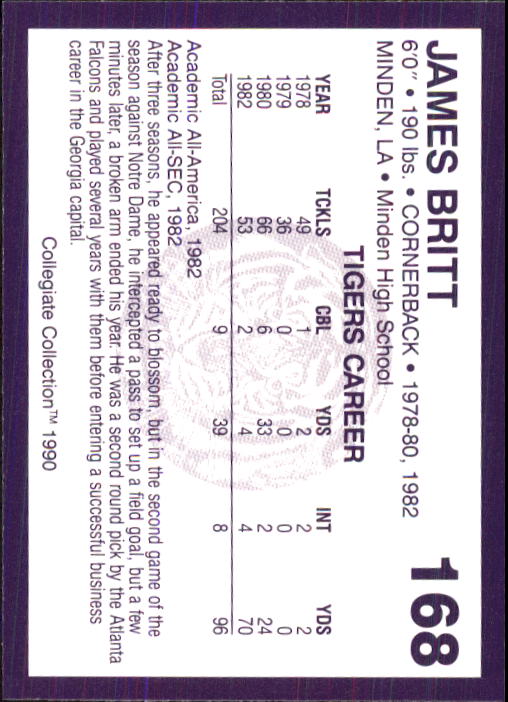 JAMES BRITT 168
6'0" • 190 lbs. • CORNERBACK • 1978-80, 1982
MINDEN, LA • Minden High School
TIGERS CAREER
YEAR TCKLS CBL YDS INT YDS
1978 49 1 2 2 2
1979 36 0 0 0 0
1980 66 6 33 2 24
1982 53 2 4 4 70
Total 204 9 39 8 96
Academic All-America, 1982
Academic All-SEC, 1982
After three seasons, he appeared ready to blossom, but in the second game of the
season against Notre Dame, he intercepted a pass to set up a field goal, but a few
minutes later, a broken arm ended his year. He was a second round pick by the Atlanta
Falcons and played several years with them before entering a successful business
career in the Georgia capital.
Collegiate Collection™ 1990